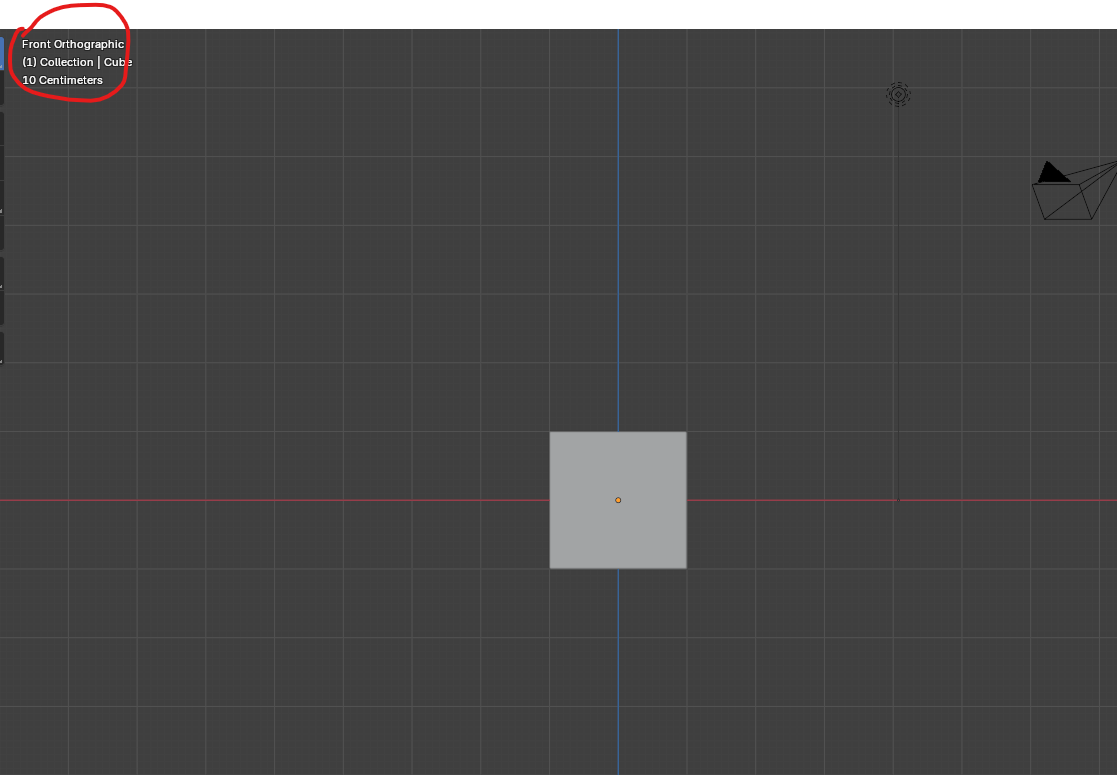 Front Orthographic
(1) Collection | Cube
10 Centimeters